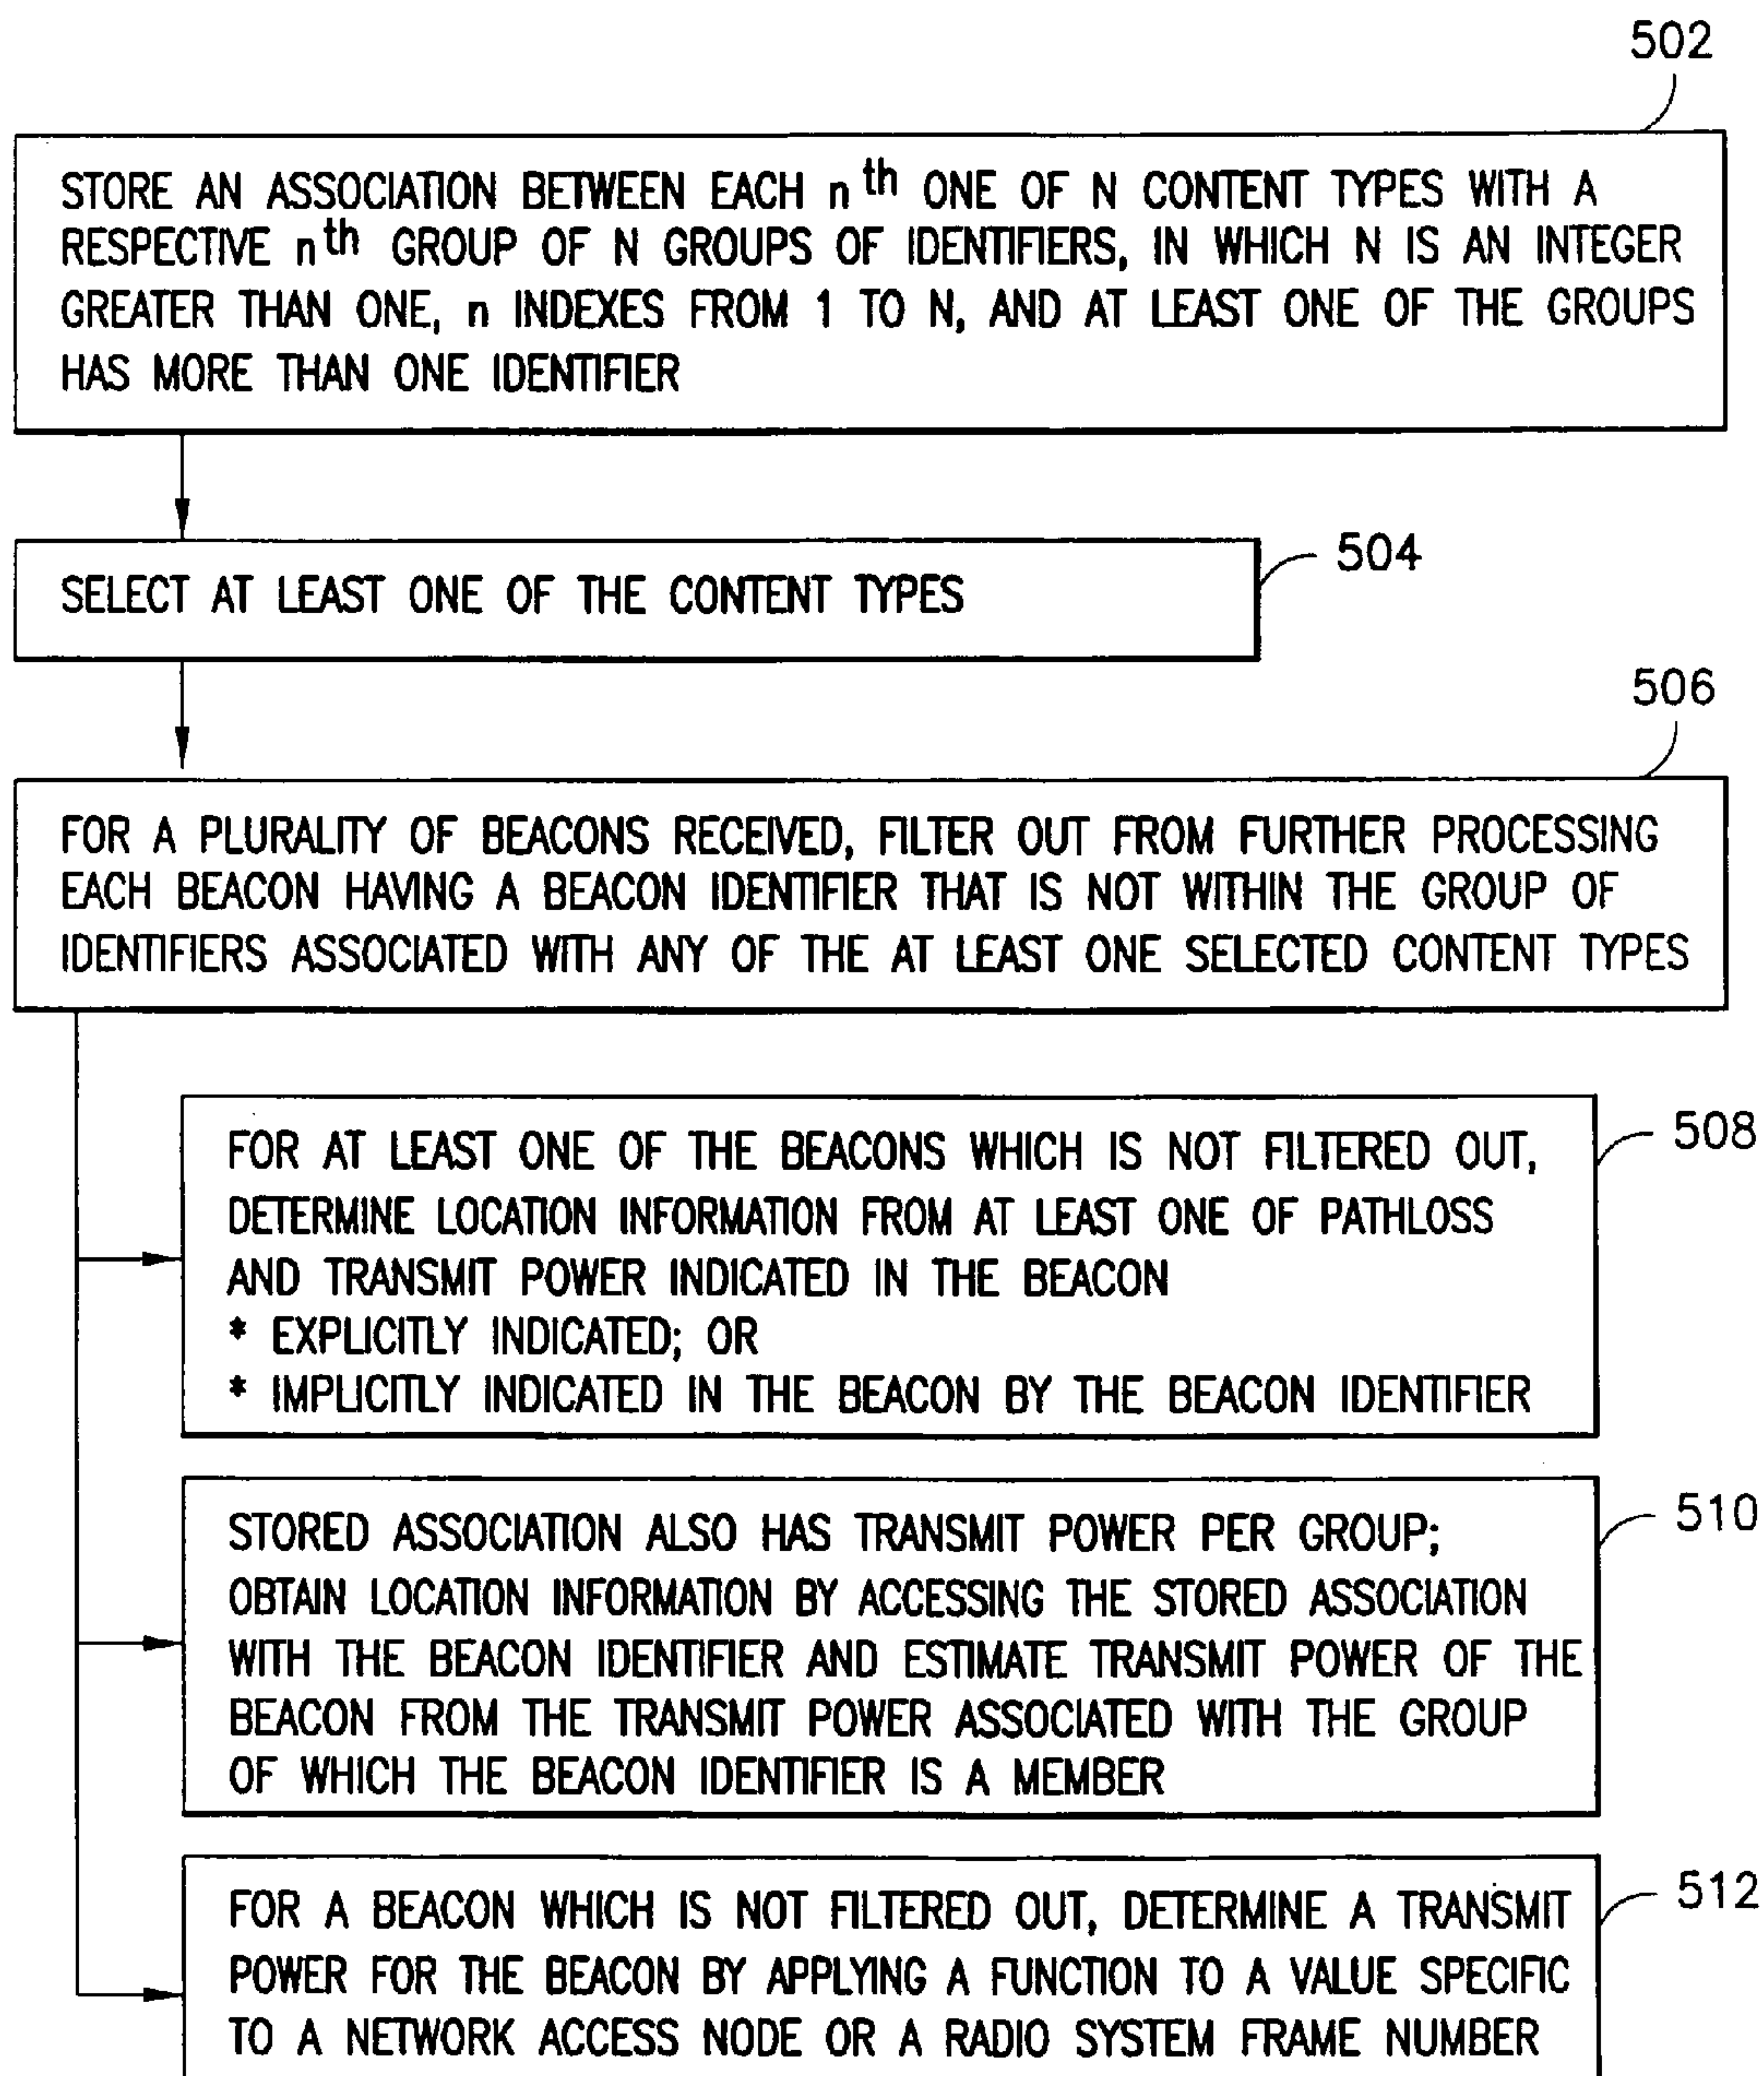 502
STORE AN ASSOCIATION BETWEEN EACH nth ONE OF N CONTENT TYPES WITH A
RESPECTIVE nth GROUP OF N GROUPS OF IDENTIFIERS, IN WHICH N IS AN INTEGER
GREATER THAN ONE, n INDEXES FROM 1 TO N, AND AT LEAST ONE OF THE GROUPS
HAS MORE THAN ONE IDENTIFIER
504
SELECT AT LEAST ONE OF THE CONTENT TYPES
506
FOR A PLURALITY OF BEACONS RECEIVED, FILTER OUT FROM FURTHER PROCESSING
EACH BEACON HAVING A BEACON IDENTIFIER THAT IS NOT WITHIN THE GROUP OF
IDENTIFIERS ASSOCIATED WITH ANY OF THE AT LEAST ONE SELECTED CONTENT TYPES
508
FOR AT LEAST ONE OF THE BEACONS WHICH IS NOT FILTERED OUT,
DETERMINE LOCATION INFORMATION FROM AT LEAST ONE OF PATHLOSS
AND TRANSMIT POWER INDICATED IN THE BEACON
* EXPLICITLY INDICATED; OR
* IMPLICITLY INDICATED IN THE BEACON BY THE BEACON IDENTIFIER
510
STORED ASSOCIATION ALSO HAS TRANSMIT POWER PER GROUP;
OBTAIN LOCATION INFORMATION BY ACCESSING THE STORED ASSOCIATION
WITH THE BEACON IDENTIFIER AND ESTIMATE TRANSMIT POWER OF THE
BEACON FROM THE TRANSMIT POWER ASSOCIATED WITH THE GROUP
OF WHICH THE BEACON IDENTIFIER IS A MEMBER
512
FOR A BEACON WHICH IS NOT FILTERED OUT, DETERMINE A TRANSMIT
POWER FOR THE BEACON BY APPLYING A FUNCTION TO A VALUE SPECIFIC
TO A NETWORK ACCESS NODE OR A RADIO SYSTEM FRAME NUMBER